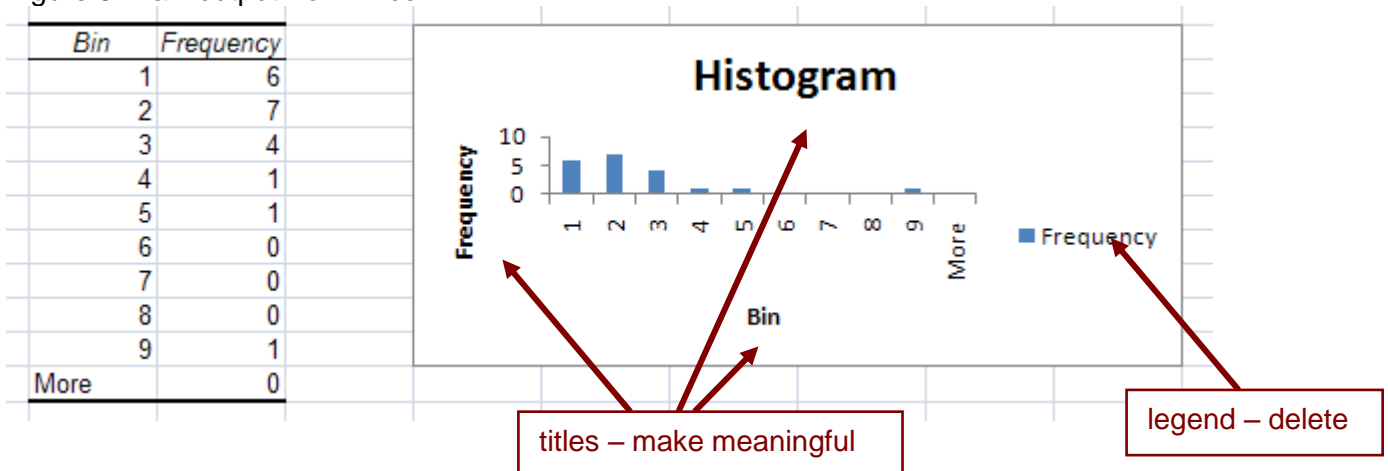 Bin Frequency
1 6
2 7
3 4
4 1
5 1
6 0
7 0
8 0
9 1
More 0
Histogram
Frequency
10
5
0
1 2 3 4 5 6 7 8 9 More
Bin
Frequency
titles – make meaningful
legend – delete